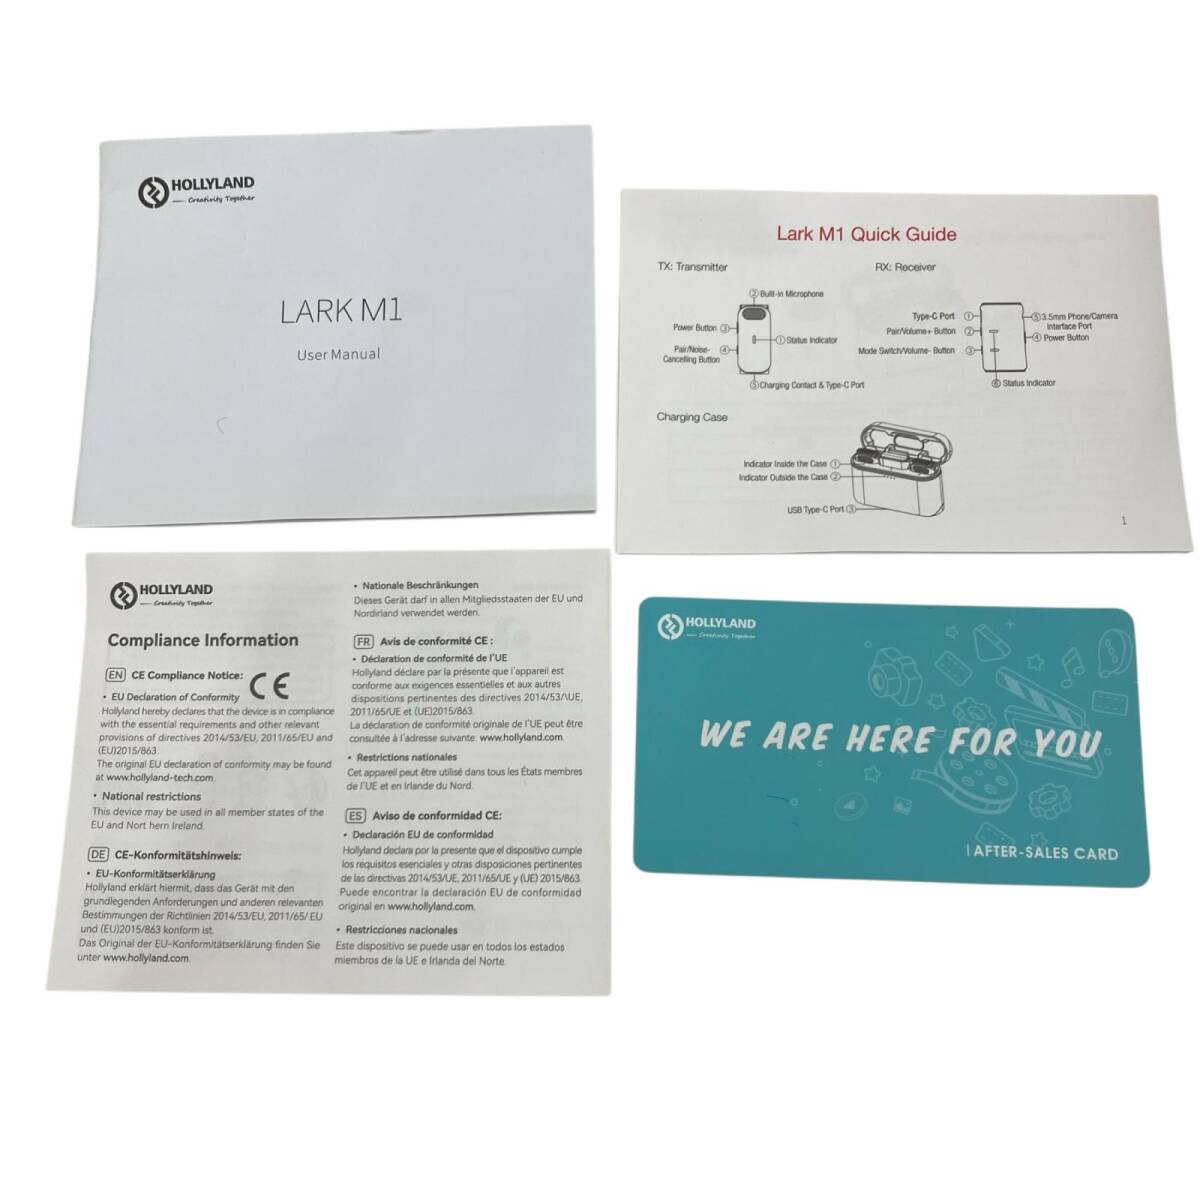 HOLLYLAND
Creativity Together
LARK M1
User Manual
Lark M1 Quick Guide
TX: Transmitter
② Built-in Microphone
Power Button ③
① Status Indicator
Pair/Noise-
Cancelling Button ④
⑤ Charging Contact & Type-C Port
RX: Receiver
Type-C Port ①
⑤ 3.5mm Phone/Camera
Interface Port
Pair/Volume+ Button ②
④ Power Button
Mode Switch/Volume- Button ③
⑥ Status Indicator
Charging Case
Indicator Inside the Case ①
Indicator Outside the Case ②
USB Type-C Port ③
1
HOLLYLAND
Creativity Together
Compliance Information
EN CE Compliance Notice: CE
• EU Declaration of Conformity
Hollyland hereby declares that the device is in compliance
with the essential requirements and other relevant
provisions of directives 2014/53/EU, 2011/65/EU and
(EU)2015/863.
The original EU declaration of conformity may be found
at www.hollyland-tech.com.
• National restrictions
This device may be used in all member states of the
EU and Nort hern Ireland.
DE CE-Konformitätshinweis:
• EU-Konformitätserklärung
Hollyland erklärt hiermit, dass das Gerät mit den
grundlegenden Anforderungen und anderen relevanten
Bestimmungen der Richtlinien 2014/53/EU, 2011/65/ EU
und (EU)2015/863 konform ist.
Das Original der EU-Konformitätserklärung finden Sie
unter www.hollyland.com.
• Nationale Beschränkungen
Dieses Gerät darf in allen Mitgliedsstaaten der EU und
Nordirland verwendet werden.
FR Avis de conformité CE :
• Déclaration de conformité de l'UE
Hollyland déclare par la présente que l'appareil est
conforme aux exigences essentielles et aux autres
dispositions pertinentes des directives 2014/53/\UE,
2011/65/UE et (UE)2015/863.
La déclaration de conformité originale de l'UE peut être
consultée à l'adresse suivante: www.hollyland.com.
• Restrictions nationales
Cet appareil peut être utilisé dans tous les États membres
de l'UE et en Irlande du Nord.
ES Aviso de conformidad CE:
• Declaración EU de conformidad
Hollyland declara por la presente que el dispositivo cumple
los requisitos esenciales y otras disposiciones pertinentes
de las directivas 2014/53/UE, 2011/65/UE y (UE) 2015/863.
Puede encontrar la declaración EU de conformidad
original en www.hollyland.com.
• Restricciones nacionales
Este dispositivo se puede usar en todos los estados
miembros de la UE e Irlanda del Norte.
HOLLYLAND
Creativity Together
WE ARE HERE FOR YOU
| AFTER-SALES CARD